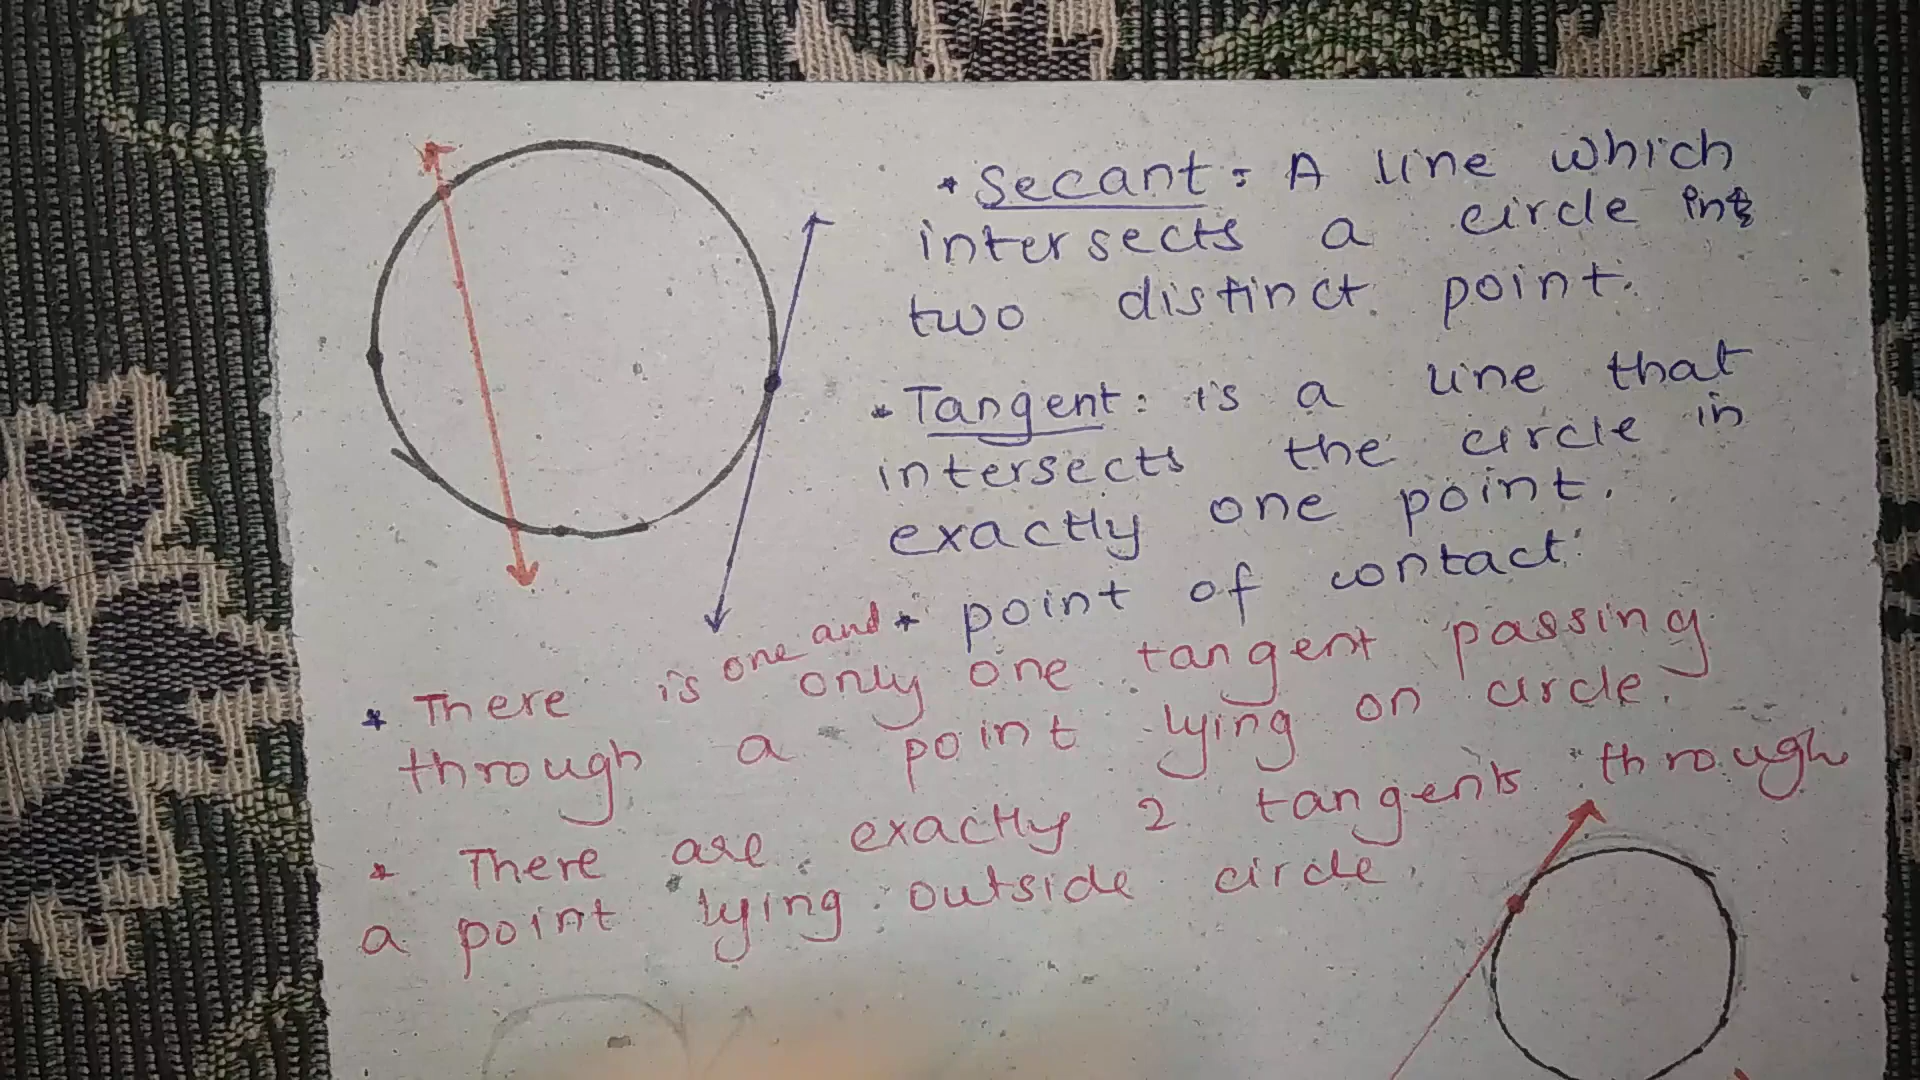 * Secant : A line which
intersects a circle in
two distinct point.
* Tangent : is a line that
intersects the circle in
exactly one point.
* point of contact
* There is one and only one tangent passing
through a point lying on circle.
* There are exactly 2 tangents through
a point lying outside circle.